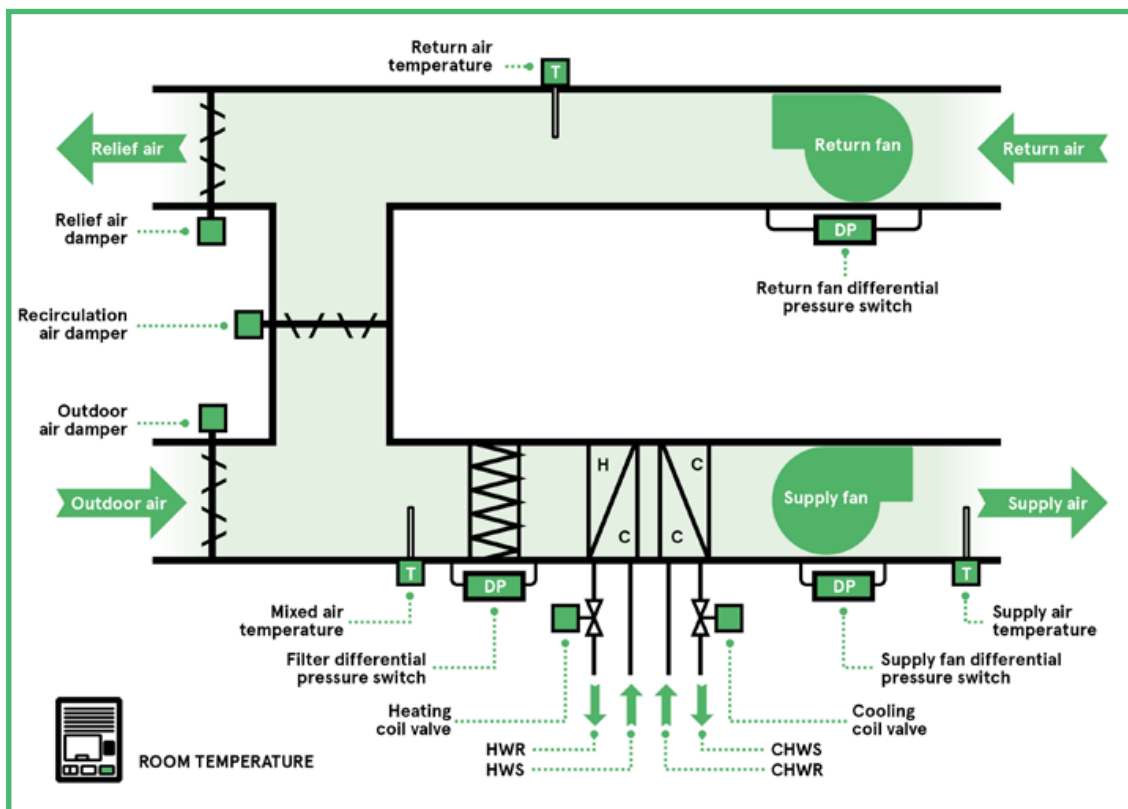 Return air
temperature
T
Relief air
Return fan
Return air
Relief air
damper
DP
Return fan differential
pressure switch
Recirculation
air damper
Outdoor
air damper
H
C
C
C
Outdoor air
Supply fan
Supply air
T
DP
DP
T
Mixed air
temperature
Supply air
temperature
Filter differential
pressure switch
Supply fan differential
pressure switch
Heating
coil valve
Cooling
coil valve
HWR
HWS
CHWS
CHWR
ROOM TEMPERATURE